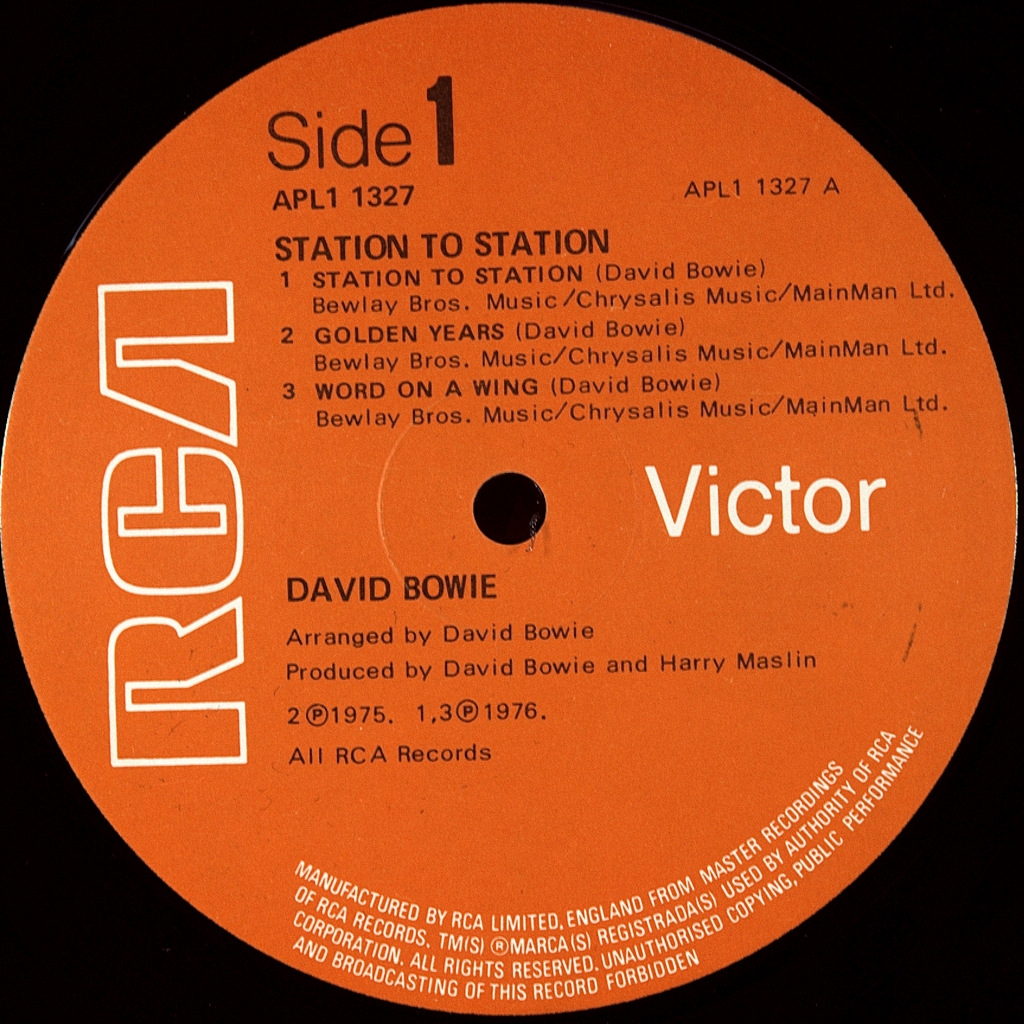 Side 1
APL1 1327
APL1 1327 A
STATION TO STATION
1 STATION TO STATION (David Bowie)
Bewlay Bros. Music/Chrysalis Music/MainMan Ltd.
2 GOLDEN YEARS (David Bowie)
Bewlay Bros. Music/Chrysalis Music/MainMan Ltd.
3 WORD ON A WING (David Bowie)
Bewlay Bros. Music/Chrysalis Music/MainMan Ltd.
RCA
Victor
DAVID BOWIE
Arranged by David Bowie
Produced by David Bowie and Harry Maslin
2 ℗1975. 1,3℗1976.
All RCA Records
MANUFACTURED BY RCA LIMITED, ENGLAND FROM MASTER RECORDINGS
OF RCA RECORDS. TM(S) ®MARCA(S) REGISTRADA(S) USED BY AUTHORITY OF RCA
CORPORATION. ALL RIGHTS RESERVED. UNAUTHORISED COPYING, PUBLIC PERFORMANCE
AND BROADCASTING OF THIS RECORD FORBIDDEN